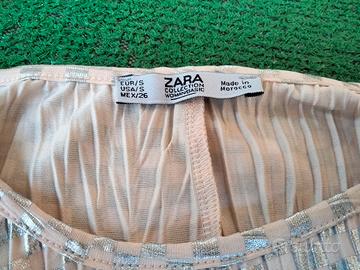 EUR/S
USA/S
MEX/26
ZARA
COLLECTION
WOMAN/BASIC
Made in
Morocco